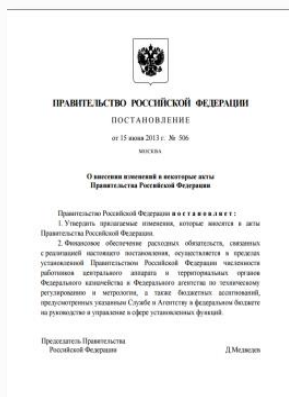 ПРАВИТЕЛЬСТВО РОССИЙСКОЙ ФЕДЕРАЦИИ
ПОСТАНОВЛЕНИЕ
от 15 июня 2013 г. № 506
МОСКВА
О внесении изменений в некоторые акты
Правительства Российской Федерации
Правительство Российской Федерации постановляет:
1. Утвердить прилагаемые изменения, которые вносятся в акты
Правительства Российской Федерации.
2. Финансовое обеспечение расходных обязательств, связанных
с реализацией настоящего постановления, осуществляется в пределах
установленной Правительством Российской Федерации численности
работников центрального аппарата и территориальных органов
Федерального казначейства и Федерального агентства по техническому
регулированию и метрологии, а также бюджетных ассигнований,
предусмотренных указанным Службе и Агентству в федеральном бюджете
на руководство и управление в сфере установленных функций.
Председатель Правительства
Российской Федерации
Д.Медведев